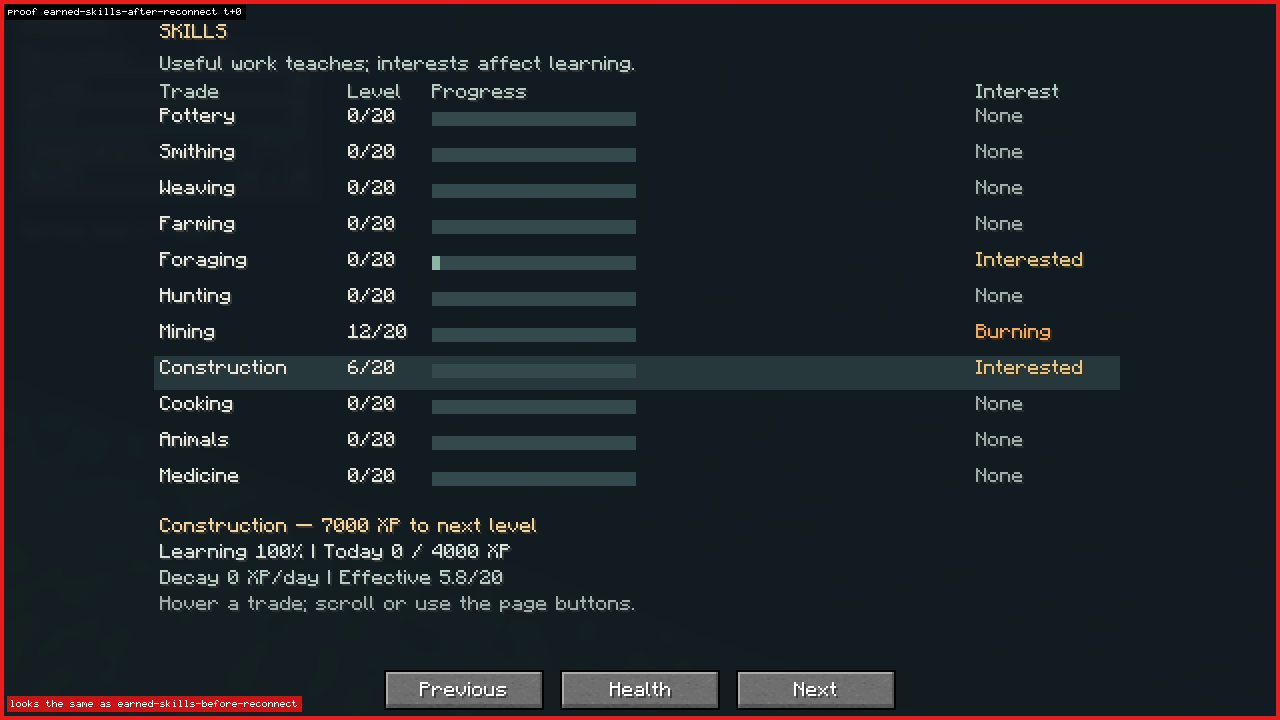 proof earned-skills-after-reconnect t+0
SKILLS
Useful work teaches; interests affect learning.
Trade Level Progress Interest
Pottery 0/20 None
Smithing 0/20 None
Weaving 0/20 None
Farming 0/20 None
Foraging 0/20 Interested
Hunting 0/20 None
Mining 12/20 Burning
Construction 6/20 Interested
Cooking 0/20 None
Animals 0/20 None
Medicine 0/20 None
Construction — 7000 XP to next level
Learning 100% | Today 0 / 4000 XP
Decay 0 XP/day | Effective 5.8/20
Hover a trade; scroll or use the page buttons.
Previous Health Next
looks the same as earned-skills-before-reconnect